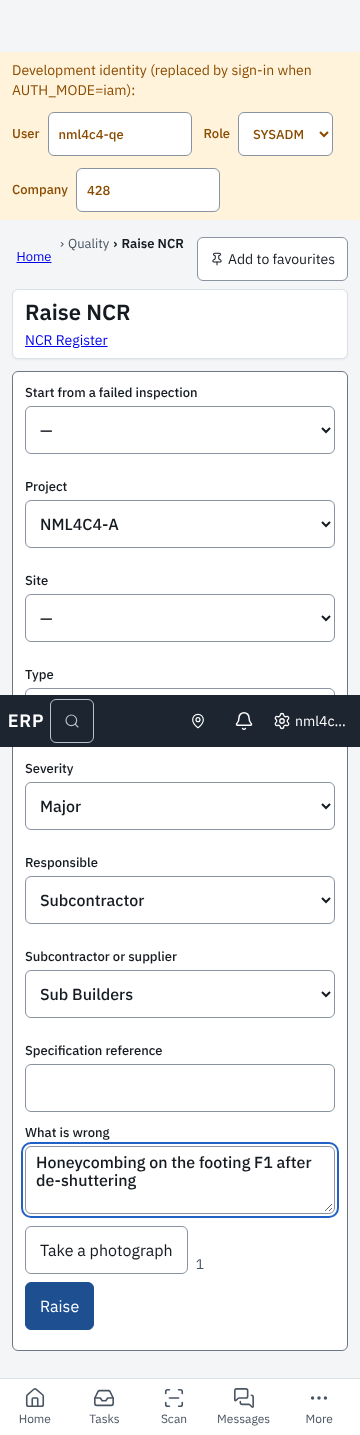 Development identity (replaced by sign-in when
AUTH_MODE=iam):
User nml4c4-qe Role SYSADM
Company 428
Home › Quality › Raise NCR
Add to favourites
Raise NCR
NCR Register
Start from a failed inspection
—
Project
NML4C4-A
Site
—
Type
ERP nml4c...
Severity
Major
Responsible
Subcontractor
Subcontractor or supplier
Sub Builders
Specification reference
What is wrong
Honeycombing on the footing F1 after
de-shuttering
Take a photograph 1
Raise
Home Tasks Scan Messages More